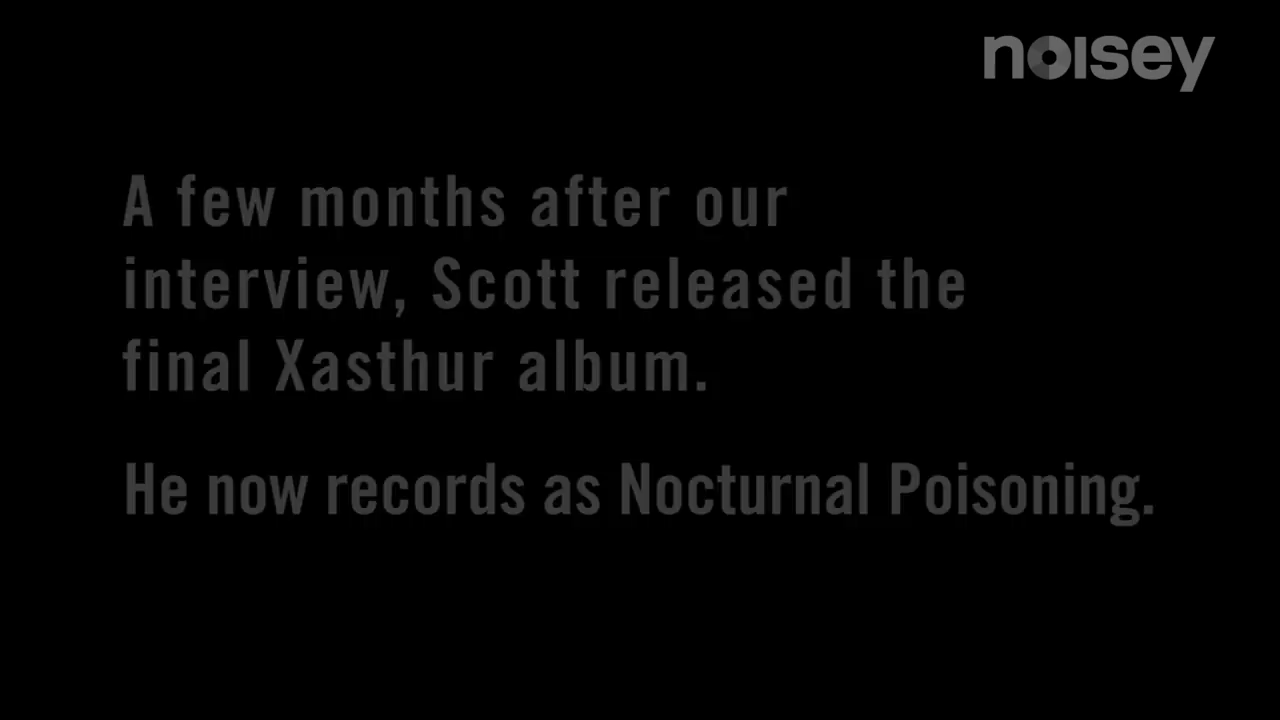 noisey
A few months after our
interview, Scott released the
final Xasthur album.
He now records as Nocturnal Poisoning.